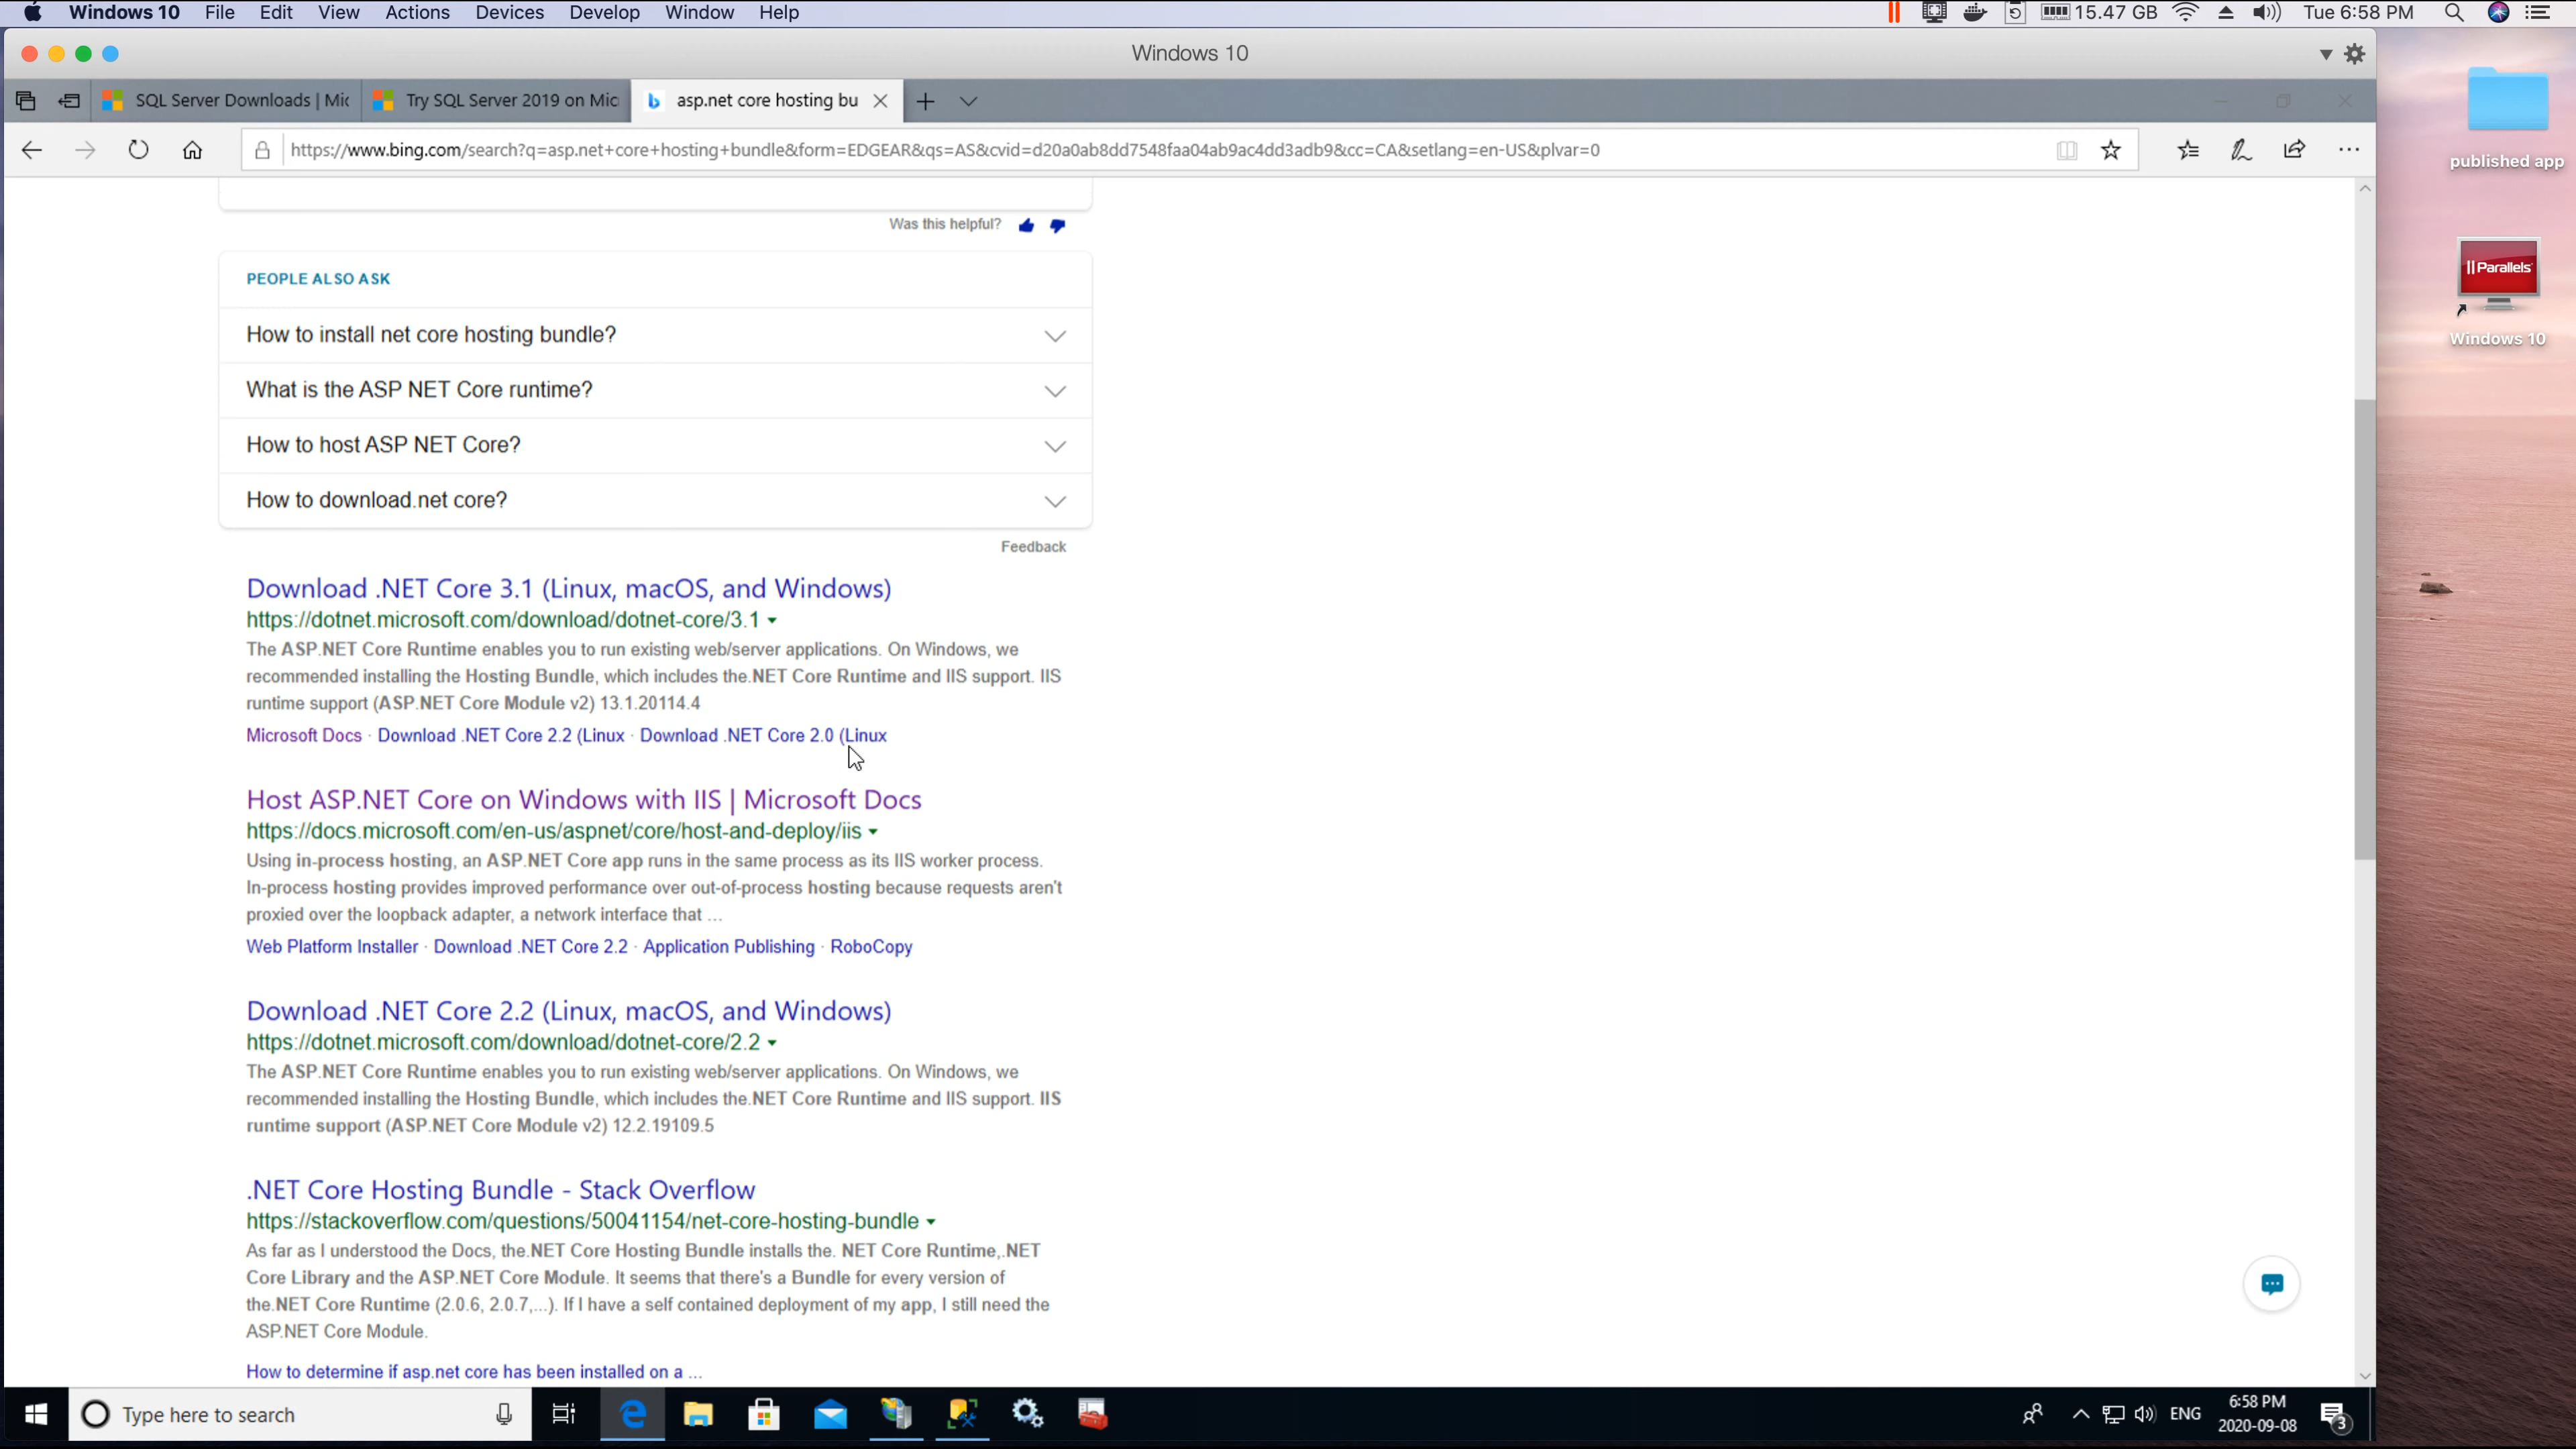 Windows 10 File Edit View Actions Devices Develop Window Help 15.47 GB Tue 6:58 PM
Windows 10
SQL Server Downloads | Mic Try SQL Server 2019 on Mic asp.net core hosting bu
https://www.bing.com/search?q=asp.net+core+hosting+bundle&form=EDGEAR&qs=AS&cvid=d20a0ab8dd7548faa04ab9ac4dd3adb9&cc=CA&setlang=en-US&plvar=0
published app
|| Parallels
Windows 10
Was this helpful?
PEOPLE ALSO ASK
How to install net core hosting bundle?
What is the ASP NET Core runtime?
How to host ASP NET Core?
How to download.net core?
Feedback
Download .NET Core 3.1 (Linux, macOS, and Windows)
https://dotnet.microsoft.com/download/dotnet-core/3.1
The ASP.NET Core Runtime enables you to run existing web/server applications. On Windows, we
recommended installing the Hosting Bundle, which includes the.NET Core Runtime and IIS support. IIS
runtime support (ASP.NET Core Module v2) 13.1.20114.4
Microsoft Docs · Download .NET Core 2.2 (Linux · Download .NET Core 2.0 (Linux
Host ASP.NET Core on Windows with IIS | Microsoft Docs
https://docs.microsoft.com/en-us/aspnet/core/host-and-deploy/iis
Using in-process hosting, an ASP.NET Core app runs in the same process as its IIS worker process.
In-process hosting provides improved performance over out-of-process hosting because requests aren't
proxied over the loopback adapter, a network interface that ...
Web Platform Installer · Download .NET Core 2.2 · Application Publishing · RoboCopy
Download .NET Core 2.2 (Linux, macOS, and Windows)
https://dotnet.microsoft.com/download/dotnet-core/2.2
The ASP.NET Core Runtime enables you to run existing web/server applications. On Windows, we
recommended installing the Hosting Bundle, which includes the.NET Core Runtime and IIS support. IIS
runtime support (ASP.NET Core Module v2) 12.2.19109.5
.NET Core Hosting Bundle - Stack Overflow
https://stackoverflow.com/questions/50041154/net-core-hosting-bundle
As far as I understood the Docs, the.NET Core Hosting Bundle installs the. NET Core Runtime,.NET
Core Library and the ASP.NET Core Module. It seems that there's a Bundle for every version of
the.NET Core Runtime (2.0.6, 2.0.7,...). If I have a self contained deployment of my app, I still need the
ASP.NET Core Module.
How to determine if asp.net core has been installed on a ...
Type here to search
ENG
6:58 PM
2020-09-08
3